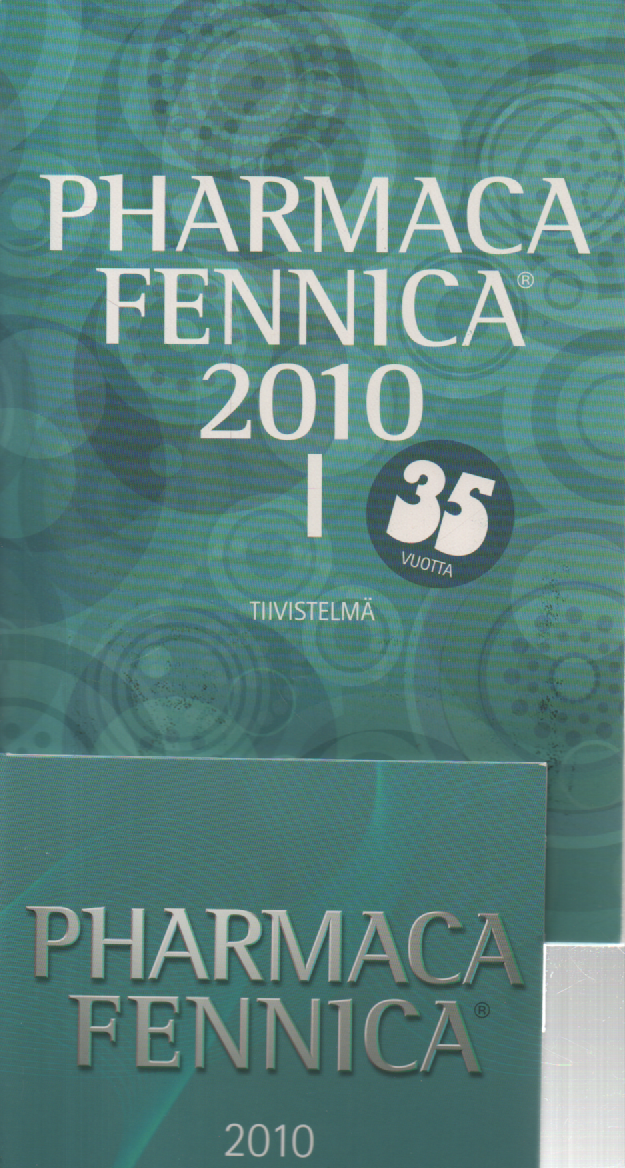 PHARMACA
FENNICA®
2010
I
35
VUOTTA
TIIVISTELMÄ
PHARMACA
FENNICA®
2010